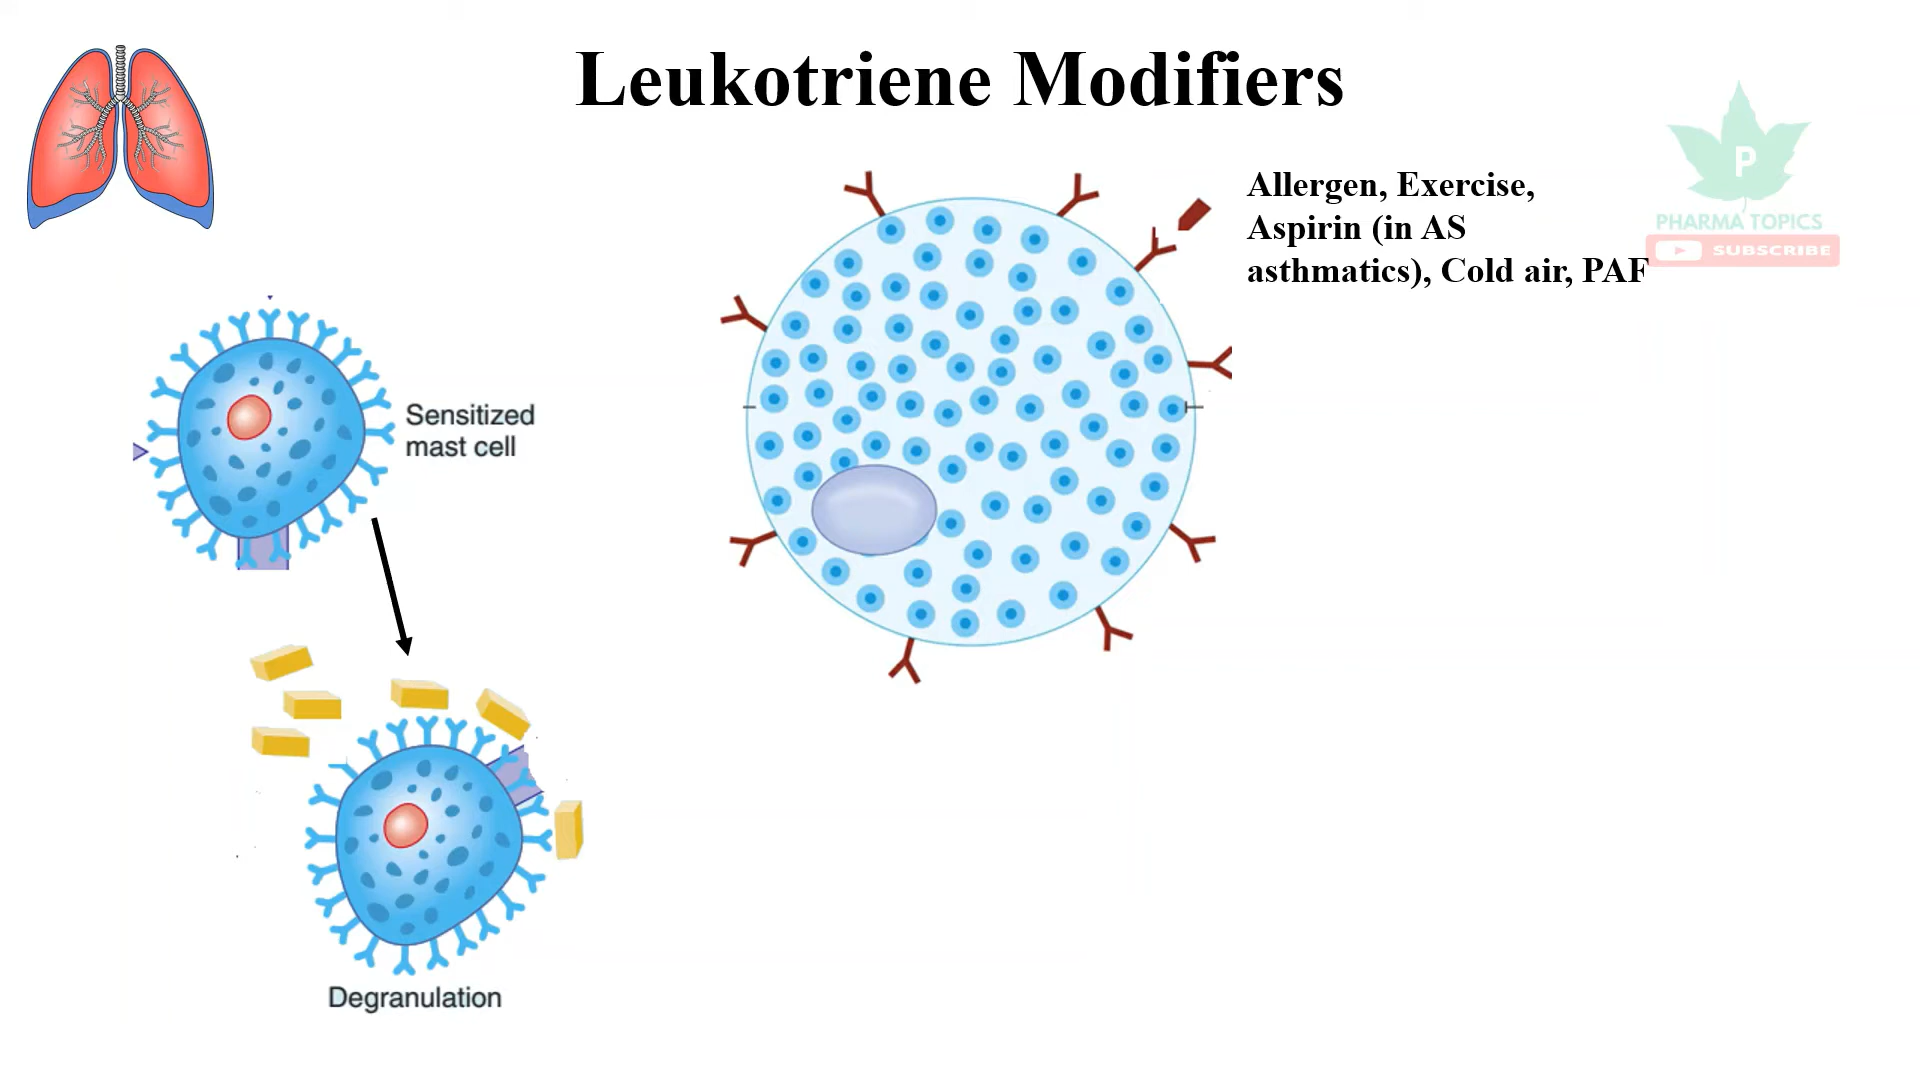 Leukotriene Modifiers
Allergen, Exercise,
Aspirin (in AS
asthmatics), Cold air, PAF
P
PHARMA TOPICS
SUBSCRIBE
Sensitized
mast cell
Degranulation